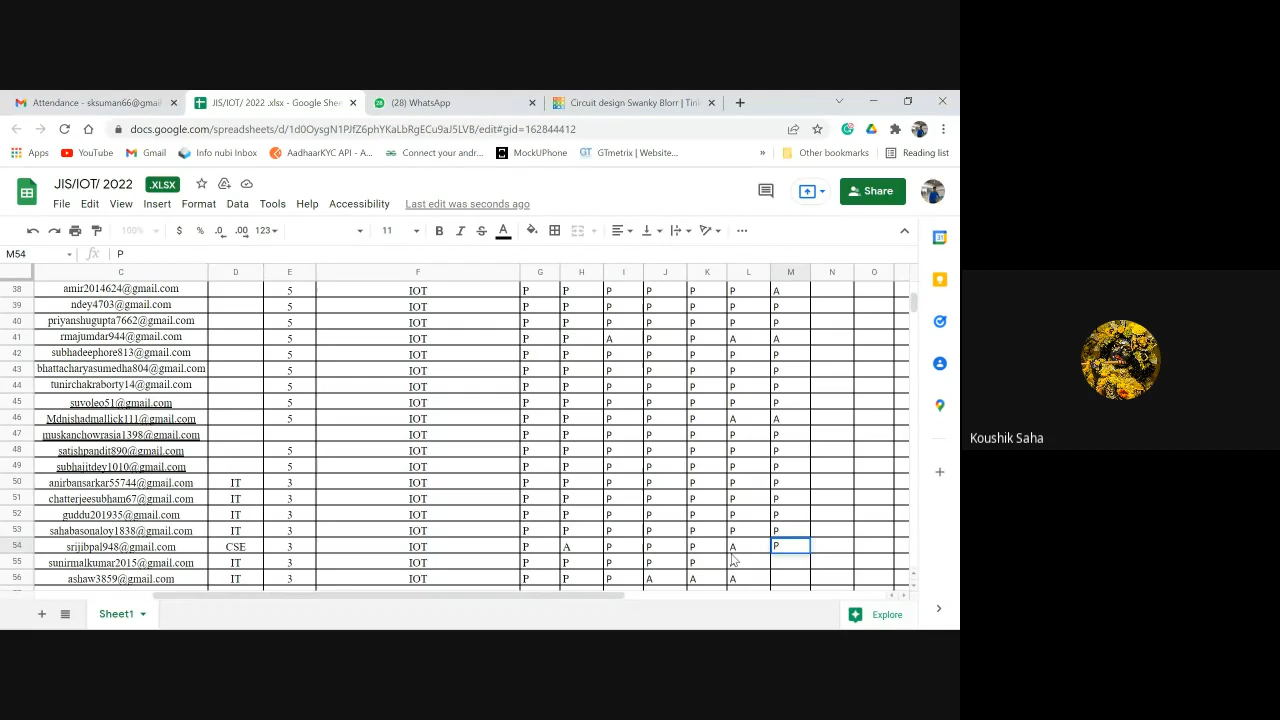 Attendance - sksuman66@gmail
JIS/IOT/ 2022 .xlsx - Google Shee
(28) WhatsApp
Circuit design Swanky Blorr | Tin
docs.google.com/spreadsheets/d/1d0OysgN1PJfZ6phYKaLbRgECu9aJ5LVB/edit#gid=162844412
Apps YouTube Gmail Info nubi Inbox AadhaarKYC API - A... Connect your andr... MockUPhone GTmetrix | Website... » Other bookmarks Reading list
JIS/IOT/ 2022 .XLSX
Share
File Edit View Insert Format Data Tools Help Accessibility Last edit was seconds ago
100% $ % .0 .00 123 11 B I S A
M54 fx P
C D E F G H I J K L M N O
38 amir2014624@gmail.com 5 IOT P P P P P P A
39 ndey4703@gmail.com 5 IOT P P P P P P P
40 priyanshugupta7662@gmail.com 5 IOT P P P P P P P
41 rmajumdar944@gmail.com 5 IOT P P A P P A A
42 subhadeephore813@gmail.com 5 IOT P P P P P P P
43 bhattacharyasumedha804@gmail.com 5 IOT P P P P P P P
44 tunirchakraborty14@gmail.com 5 IOT P P P P P P P
45 suvoleo51@gmail.com 5 IOT P P P P P P P
46 Mdnishadmallick111@gmail.com 5 IOT P P P P P A A
47 muskanchowrasia1398@gmail.com IOT P P P P P P P
48 satishpandit890@gmail.com 5 IOT P P P P P P P
49 subhajitdey1010@gmail.com 5 IOT P P P P P P P
50 anirbansarkar55744@gmail.com IT 3 IOT P P P P P P P
51 chatterjeesubham67@gmail.com IT 3 IOT P P P P P P P
52 guddu201935@gmail.com IT 3 IOT P P P P P P P
53 sahabasonaloy1838@gmail.com IT 3 IOT P P P P P P P
54 srijibpal948@gmail.com CSE 3 IOT P A P P P A P
55 sunirmalkumar2015@gmail.com IT 3 IOT P P P P P
56 ashaw3859@gmail.com IT 3 IOT P P P A A A
Sheet1
Explore
Koushik Saha